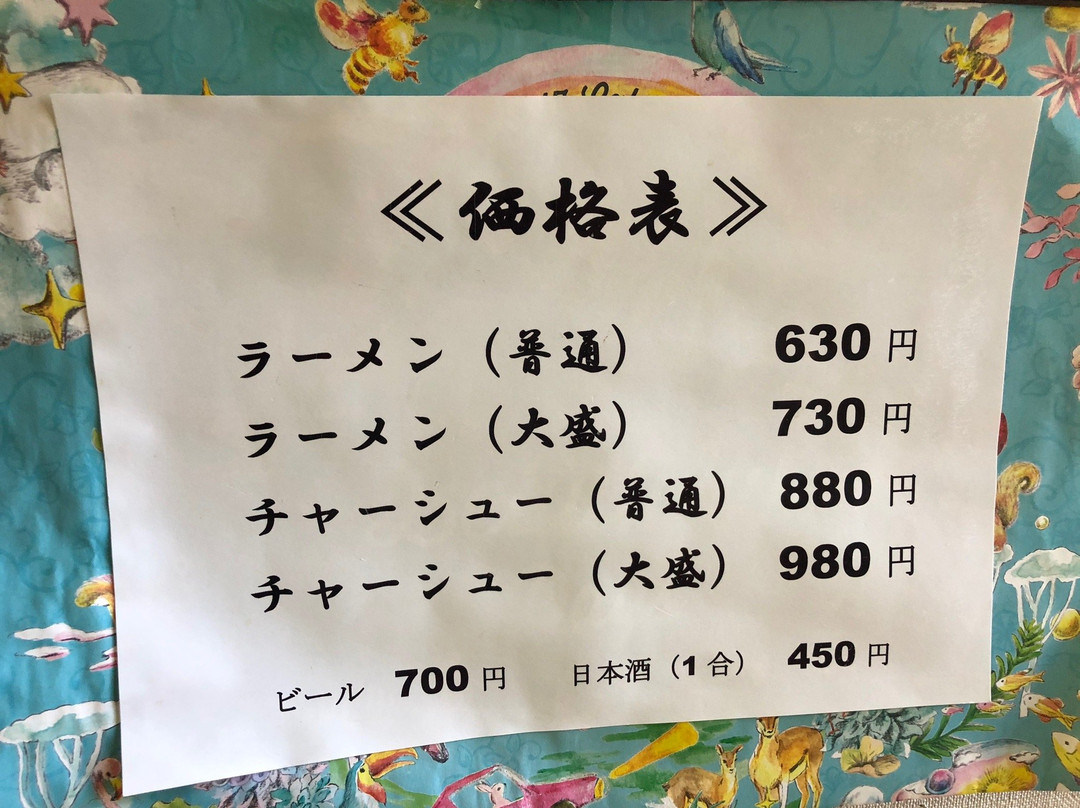 ≪価格表≫
ラーメン(普通) 630円
ラーメン(大盛) 730円
チャーシュー(普通) 880円
チャーシュー(大盛) 980円
ビール 700円 日本酒(1合) 450円